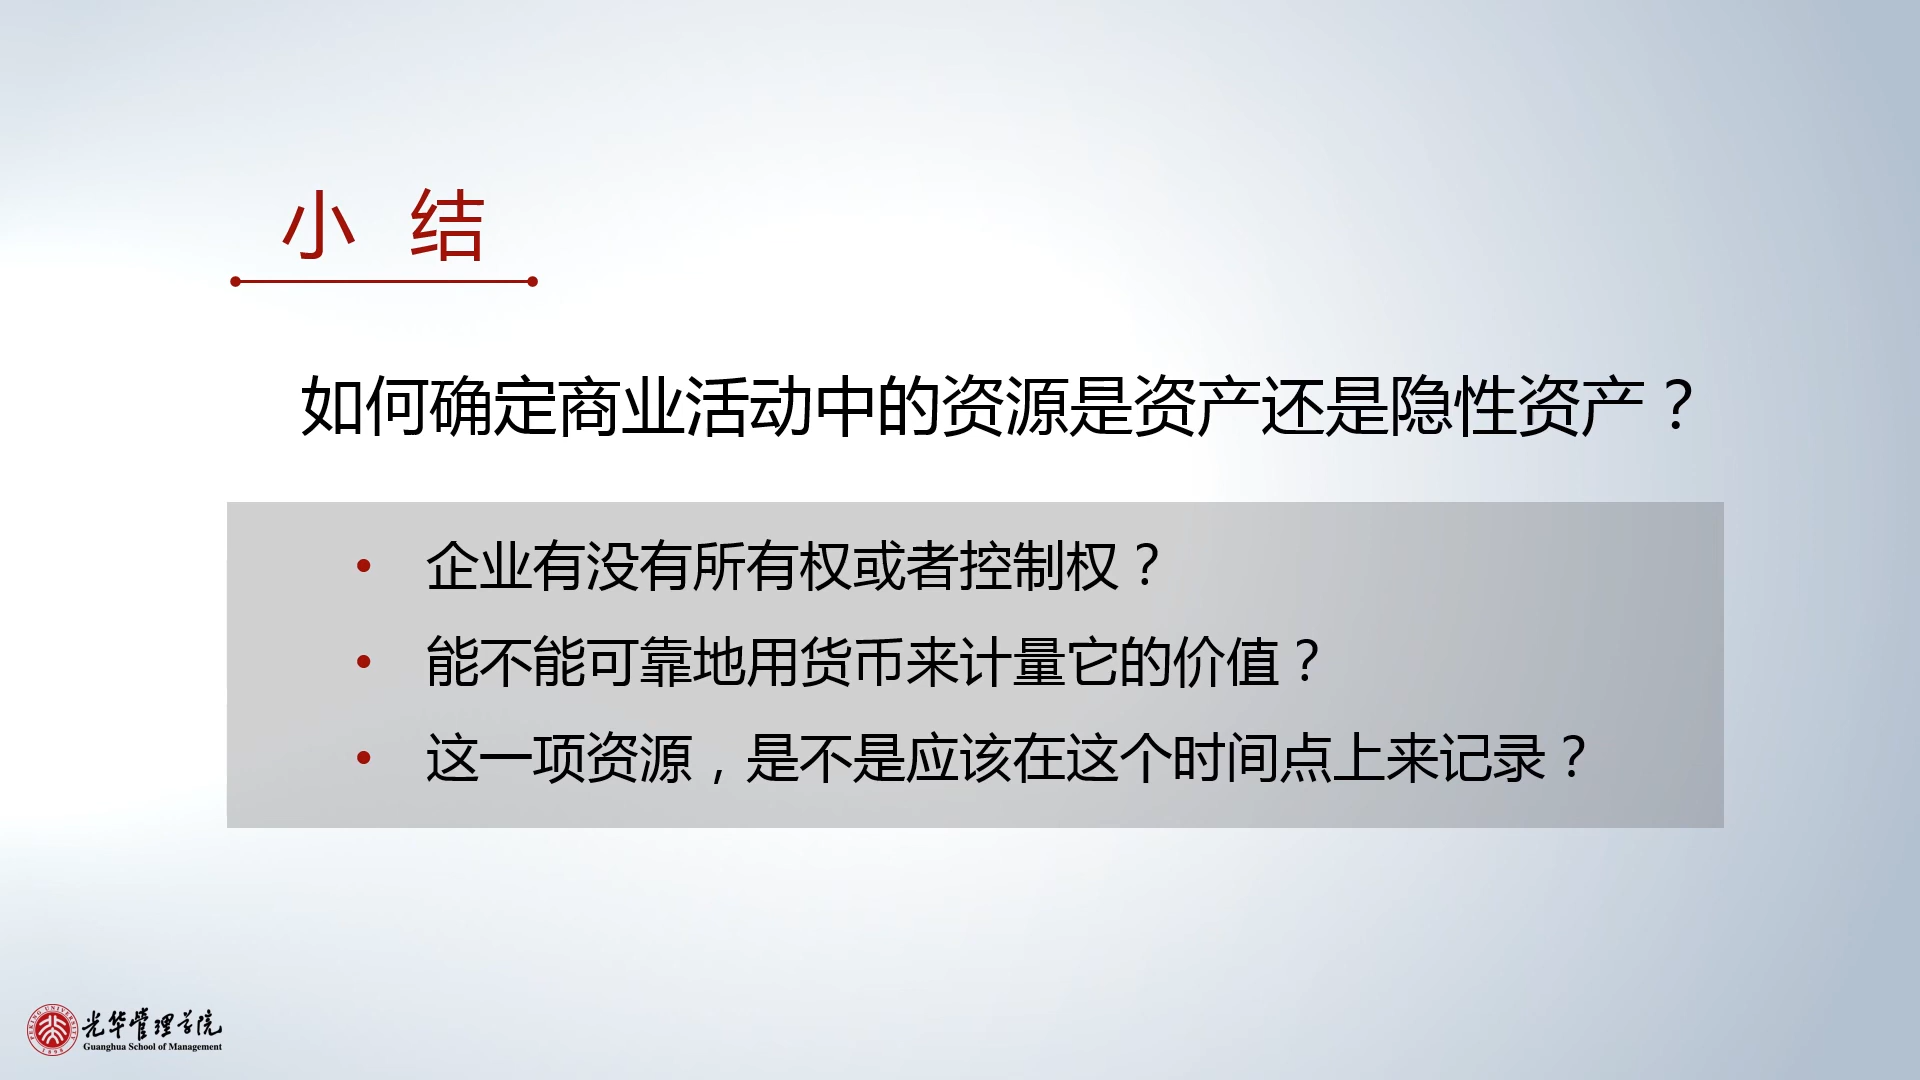 小 结
如何确定商业活动中的资源是资产还是隐性资产？
• 企业有没有所有权或者控制权？
• 能不能可靠地用货币来计量它的价值？
• 这一项资源，是不是应该在这个时间点上来记录？
PEKING UNIVERSITY
1898
光华管理学院
Guanghua School of Management